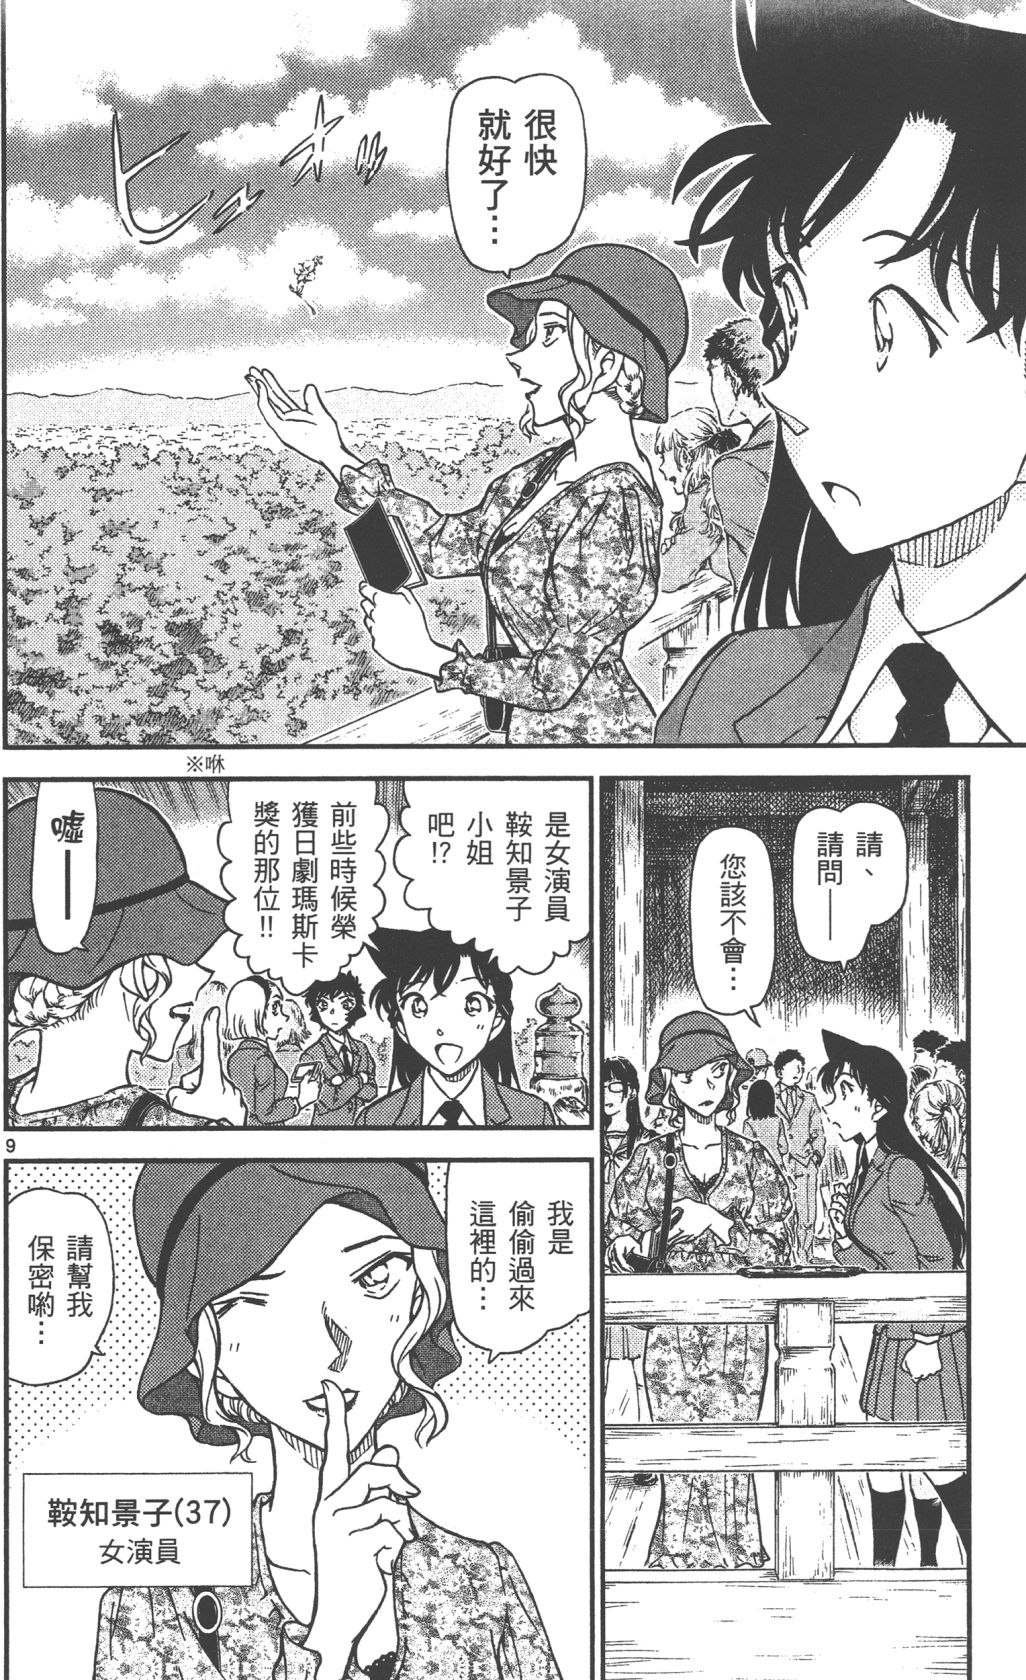 很快
就好了…
ヒュオッ
※咻
請、
請問──
您該不會…
是女演員
鞍知景子
小姐
吧!?
前些時候榮
獲日劇瑪斯卡
獎的那位!!
噓──
9
我是
偷偷過來
這裡的…
請幫我
保密喲…
鞍知景子(37)
女演員